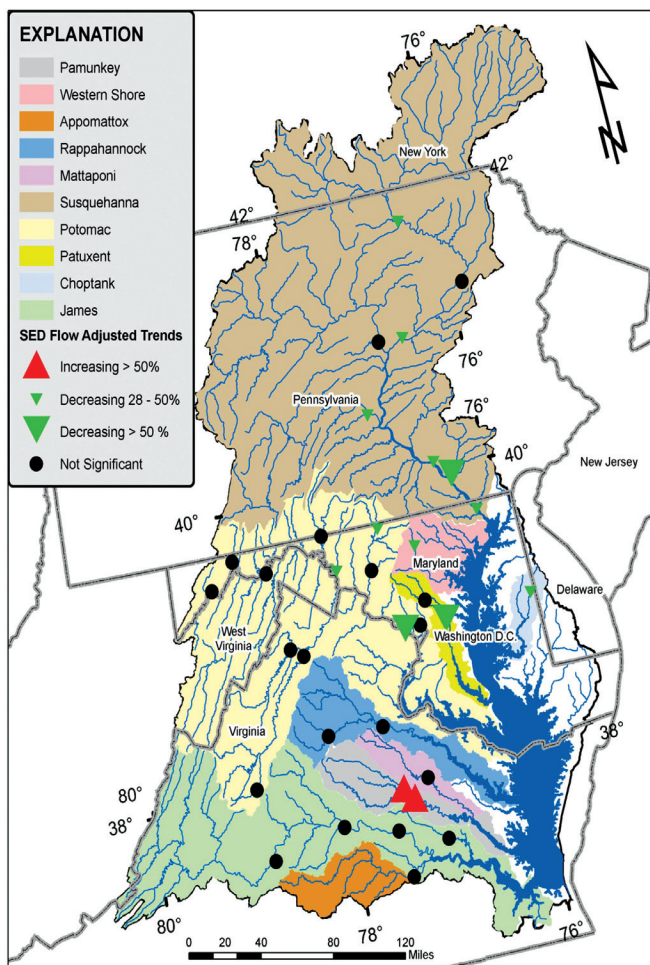 EXPLANATION
Pamunkey
Western Shore
Appomattox
Rappahannock
Mattaponi
Susquehanna
Potomac
Patuxent
Choptank
James
SED Flow Adjusted Trends
Increasing > 50%
Decreasing 28 - 50%
Decreasing > 50 %
Not Significant
76°
N
New York
42°
42°
78°
76°
Pennsylvania
76°
40°
New Jersey
40°
Maryland
Delaware
West
Virginia
Washington D.C.
Virginia
38°
80°
38°
80°
78°
76°
0 20 40 80 120
Miles